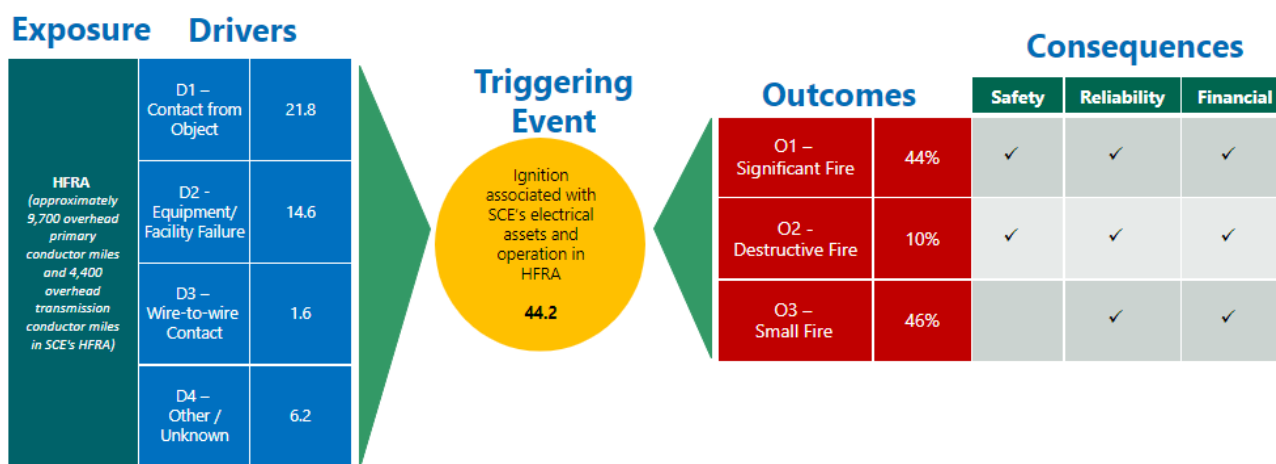 Exposure
Drivers
HFRA
(approximately
9,700 overhead
primary
conductor miles
and 4,400
overhead
transmission
conductor miles
in SCE's HFRA)
D1 –
Contact from
Object
21.8
D2 -
Equipment/
Facility Failure
14.6
D3 –
Wire-to-wire
Contact
1.6
D4 –
Other /
Unknown
6.2
Triggering
Event
Ignition
associated with
SCE's electrical
assets and
operation in
HFRA
44.2
Outcomes
O1 –
Significant Fire
44%
O2 -
Destructive Fire
10%
O3 –
Small Fire
46%
Consequences
Safety
Reliability
Financial
✓ ✓ ✓
✓ ✓ ✓
✓ ✓